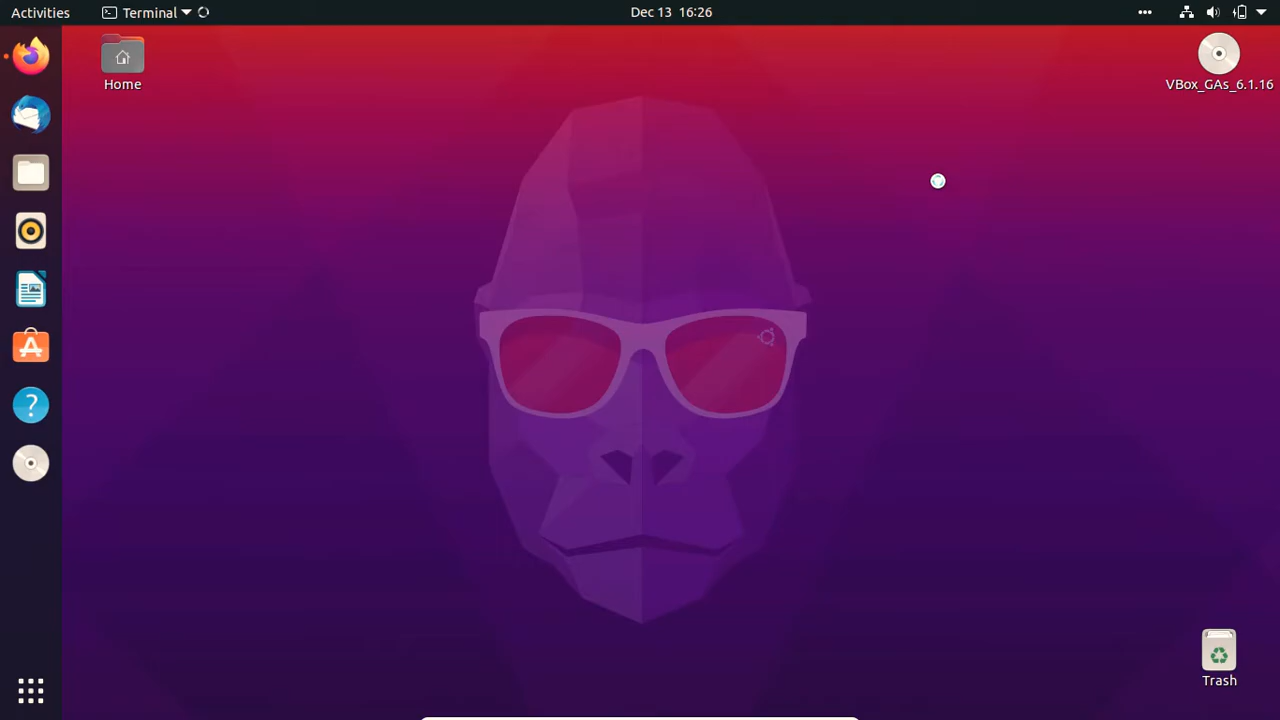 Activities
Terminal
Dec 13 16:26
Home
VBox_GAs_6.1.16
Trash